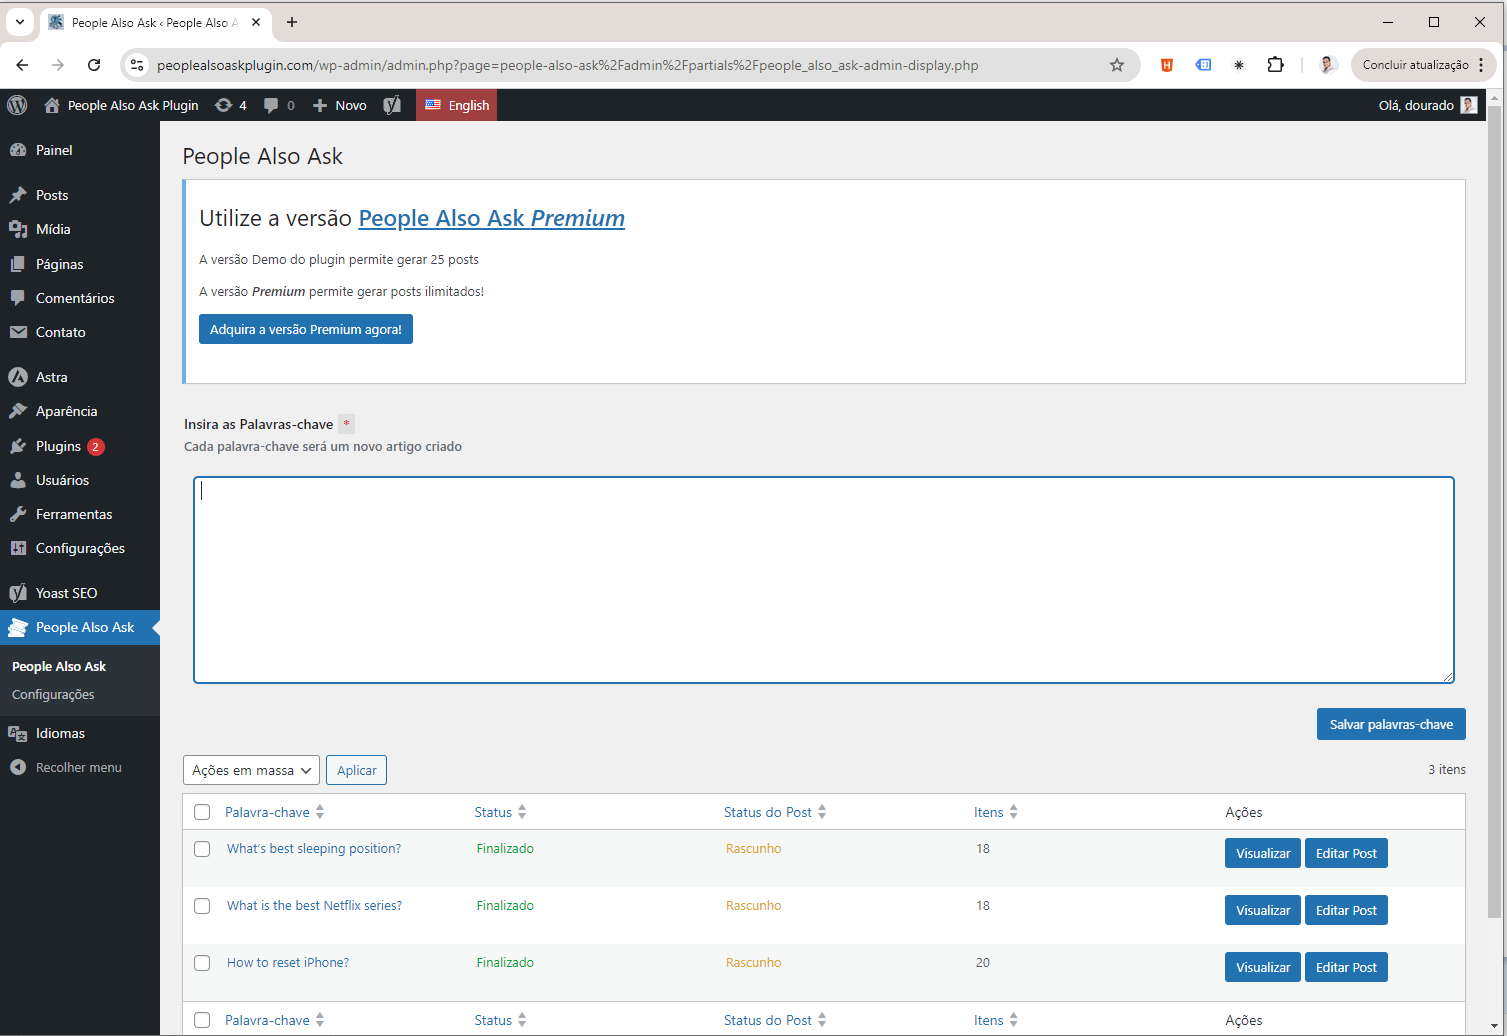 People Also Ask ‹ People Also A
peoplealsoaskplugin.com/wp-admin/admin.php?page=people-also-ask%2Fadmin%2Fpartials%2Fpeople_also_ask-admin-display.php
Concluir atualização
People Also Ask Plugin
4
0
Novo
English
Olá, dourado
Painel
Posts
Mídia
Páginas
Comentários
Contato
Astra
Aparência
Plugins 2
Usuários
Ferramentas
Configurações
Yoast SEO
People Also Ask
People Also Ask
Configurações
Idiomas
Recolher menu
People Also Ask
Utilize a versão People Also Ask Premium
A versão Demo do plugin permite gerar 25 posts
A versão Premium permite gerar posts ilimitados!
Adquira a versão Premium agora!
Insira as Palavras-chave *
Cada palavra-chave será um novo artigo criado
Salvar palavras-chave
Ações em massa Aplicar 3 itens
Palavra-chave Status Status do Post Itens Ações
What's best sleeping position? Finalizado Rascunho 18 Visualizar Editar Post
What is the best Netflix series? Finalizado Rascunho 18 Visualizar Editar Post
How to reset iPhone? Finalizado Rascunho 20 Visualizar Editar Post
Palavra-chave Status Status do Post Itens Ações